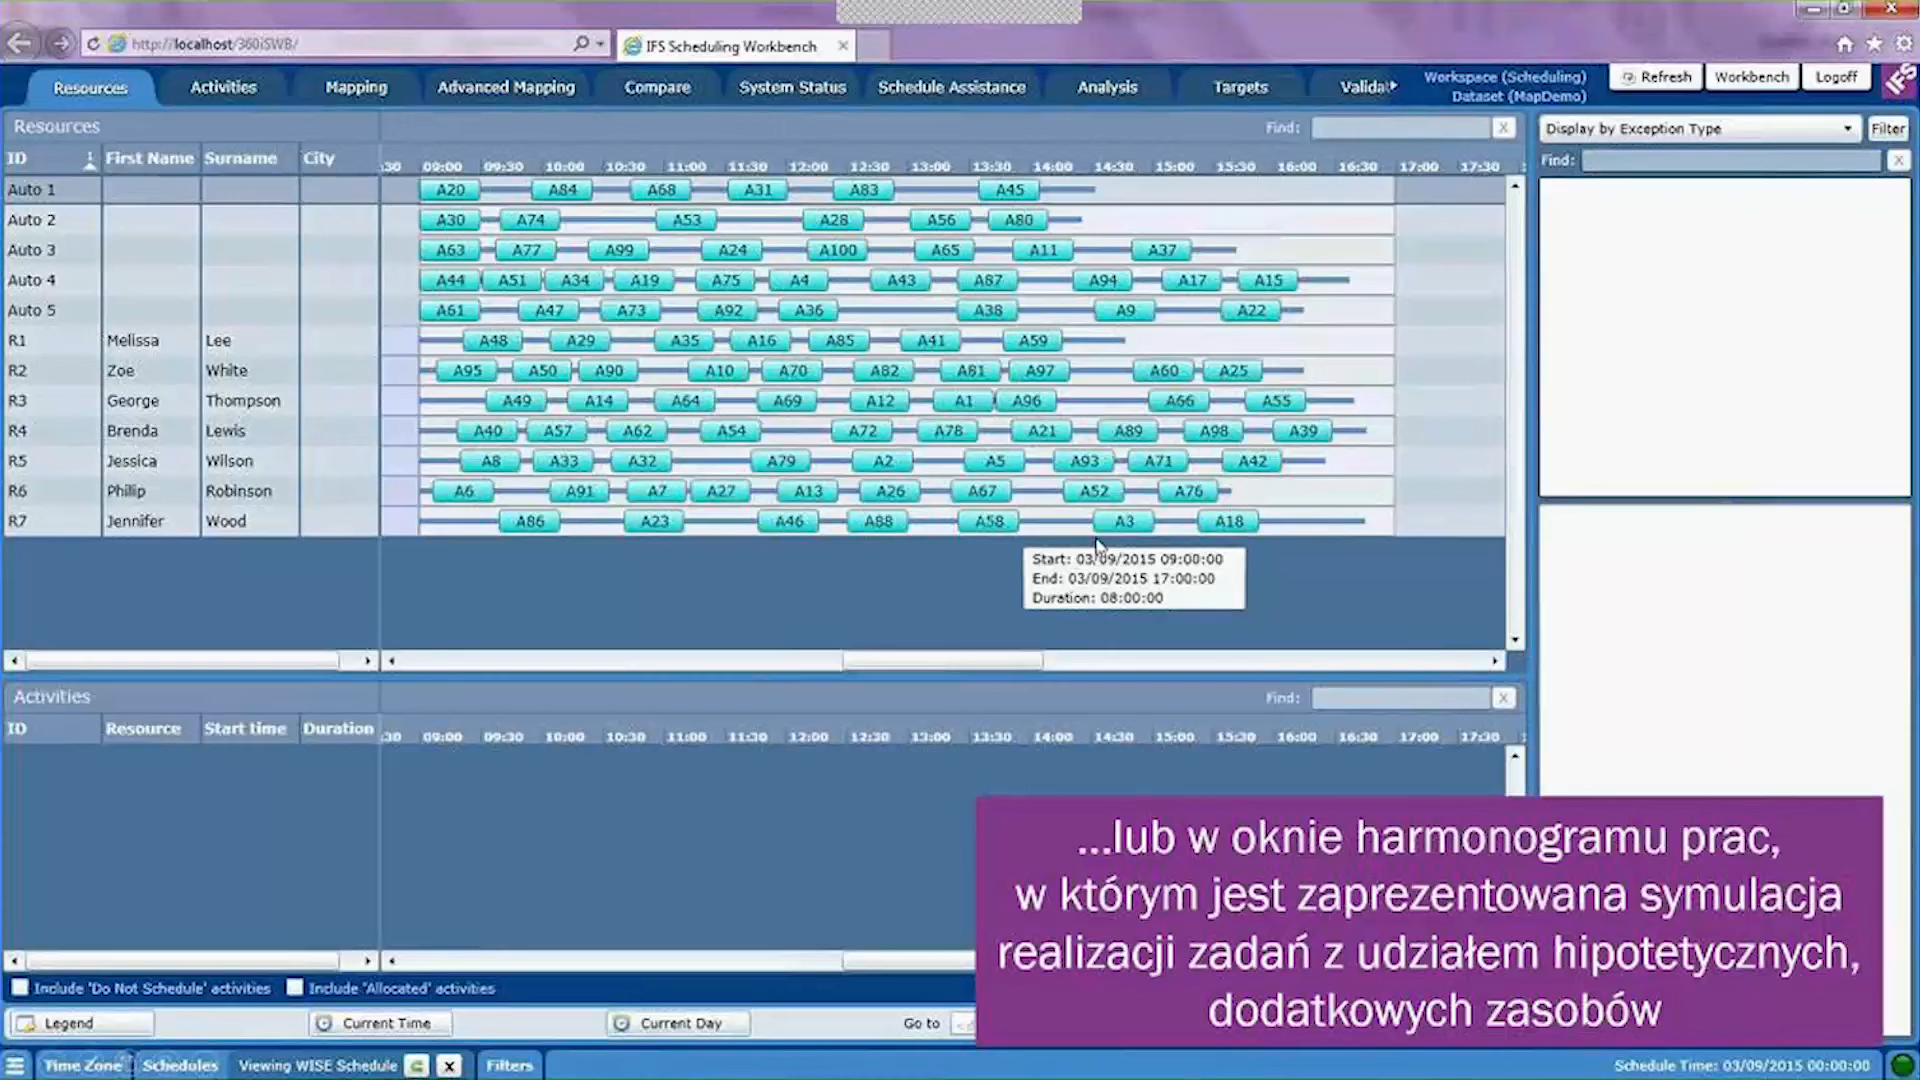 http://localhost/360iSWB/
IFS Scheduling Workbench
Resources Activities Mapping Advanced Mapping Compare System Status Schedule Assistance Analysis Targets
Workspace (Scheduling)
Dataset (MapDemo)
Refresh Workbench Logoff
IFS
Resources Find: X
Display by Exception Type Filter
Find: X
ID First Name Surname City
:30 09:00 09:30 10:00 10:30 11:00 11:30 12:00 12:30 13:00 13:30 14:00 14:30 15:00 15:30 16:00 16:30 17:00 17:30
Auto 1 A20 A84 A68 A31 A83 A45
Auto 2 A30 A74 A53 A28 A56 A80
Auto 3 A63 A77 A99 A24 A100 A65 A11 A37
Auto 4 A44 A51 A34 A19 A75 A4 A43 A87 A94 A17 A15
Auto 5 A61 A47 A73 A92 A36 A38 A9 A22
R1 Melissa Lee A48 A29 A35 A16 A85 A41 A59
R2 Zoe White A95 A50 A90 A10 A70 A82 A81 A97 A60 A25
R3 George Thompson A49 A14 A64 A69 A12 A1 A96 A66 A55
R4 Brenda Lewis A40 A57 A62 A54 A72 A78 A21 A89 A98 A39
R5 Jessica Wilson A8 A33 A32 A79 A2 A5 A93 A71 A42
R6 Philip Robinson A6 A91 A7 A27 A13 A26 A67 A52 A76
R7 Jennifer Wood A86 A23 A46 A88 A58 A3 A18
Start: 03/09/2015 09:00:00
End: 03/09/2015 17:00:00
Duration: 08:00:00
Activities Find: X
ID Resource Start time Duration
:30 09:00 09:30 10:00 10:30 11:00 11:30 12:00 12:30 13:00 13:30 14:00 14:30 15:00 15:30 16:00 16:30 17:00 17:30
...lub w oknie harmonogramu prac,
w którym jest zaprezentowana symulacja
realizacji zadań z udziałem hipotetycznych,
dodatkowych zasobów
Include 'Do Not Schedule' activities Include 'Allocated' activities
Legend Current Time Current Day Go to
Time Zone Schedules Viewing WISE Schedule X Filters
Schedule Time: 03/09/2015 00:00:00